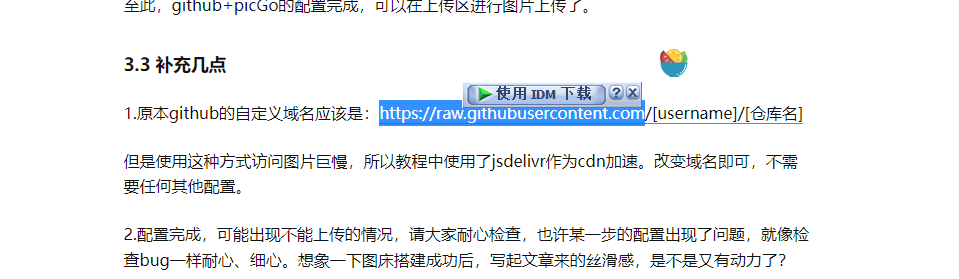 至此，github+picGo的配置完成，可以在上传区进行图片上传了。
3.3 补充几点
使用 IDM 下载
1.原本github的自定义域名应该是：https://raw.githubusercontent.com/[username]/[仓库名]
但是使用这种方式访问图片巨慢，所以教程中使用了jsdelivr作为cdn加速。改变域名即可，不需
要任何其他配置。
2.配置完成，可能出现不能上传的情况，请大家耐心检查，也许某一步的配置出现了问题，就像检
查bug一样耐心、细心。想象一下图床搭建成功后，写起文章来的丝滑感，是不是又有动力了？